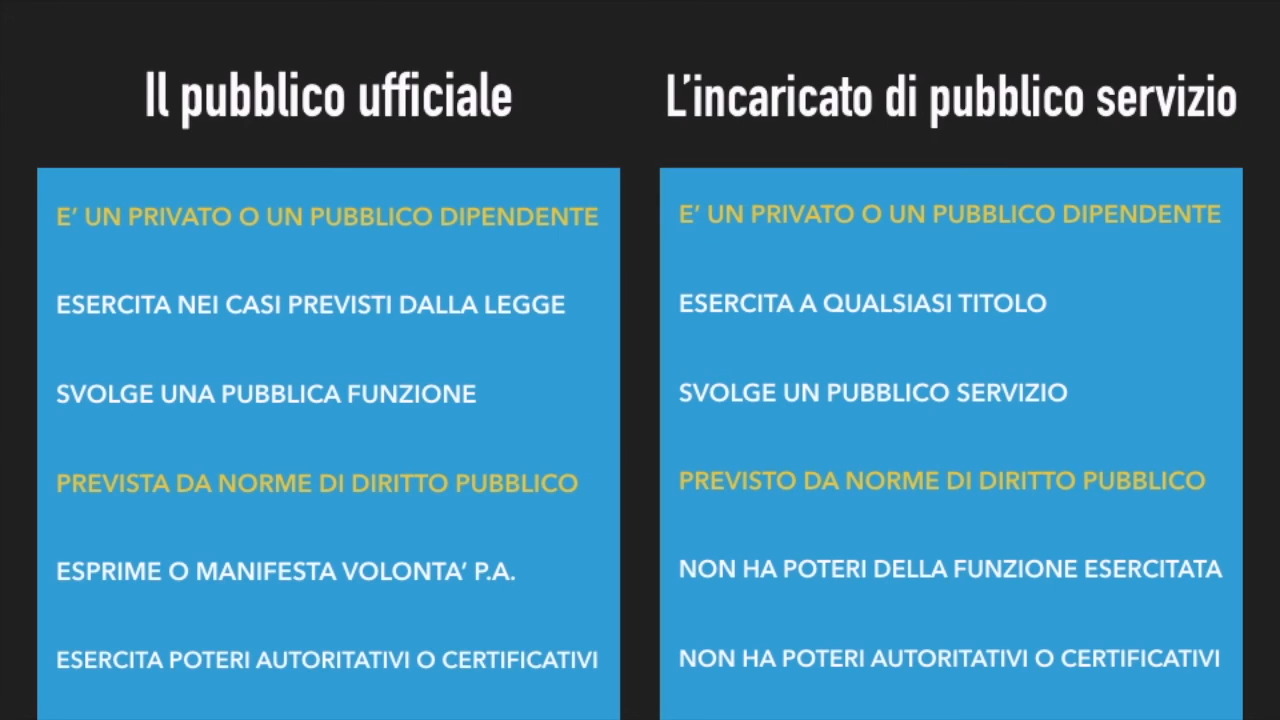 Il pubblico ufficiale
E’ UN PRIVATO O UN PUBBLICO DIPENDENTE
ESERCITA NEI CASI PREVISTI DALLA LEGGE
SVOLGE UNA PUBBLICA FUNZIONE
PREVISTA DA NORME DI DIRITTO PUBBLICO
ESPRIME O MANIFESTA VOLONTA’ P.A.
ESERCITA POTERI AUTORITATIVI O CERTIFICATIVI
L’incaricato di pubblico servizio
E’ UN PRIVATO O UN PUBBLICO DIPENDENTE
ESERCITA A QUALSIASI TITOLO
SVOLGE UN PUBBLICO SERVIZIO
PREVISTO DA NORME DI DIRITTO PUBBLICO
NON HA POTERI DELLA FUNZIONE ESERCITATA
NON HA POTERI AUTORITATIVI O CERTIFICATIVI